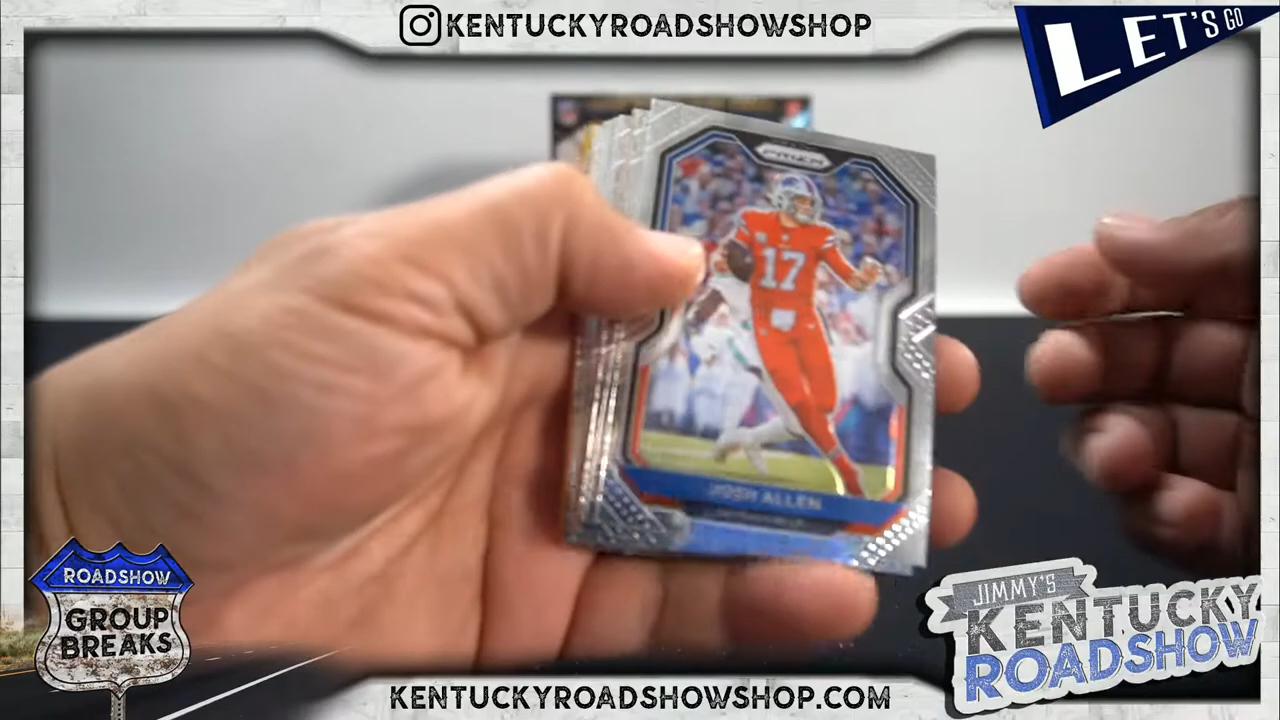 KENTUCKYROADSHOWSHOP
LET'S GO
PRIZM
17
JOSH ALLEN
ROADSHOW
GROUP
BREAKS
JIMMY'S
KENTUCKY
ROADSHOW
KENTUCKYROADSHOWSHOP.COM